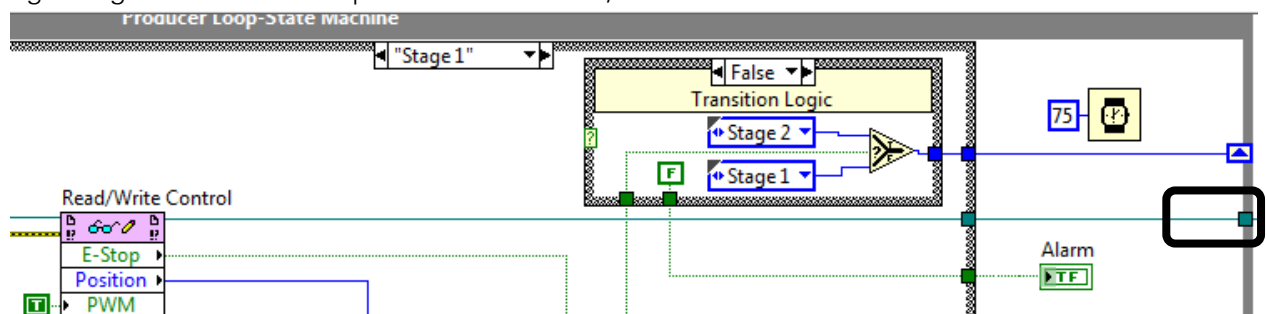 Producer Loop-State Machine
"Stage 1"
False
Transition Logic
75
?
Stage 2
? T F
F
Stage 1
Read/Write Control
E-Stop
Alarm
Position
TF
T
PWM